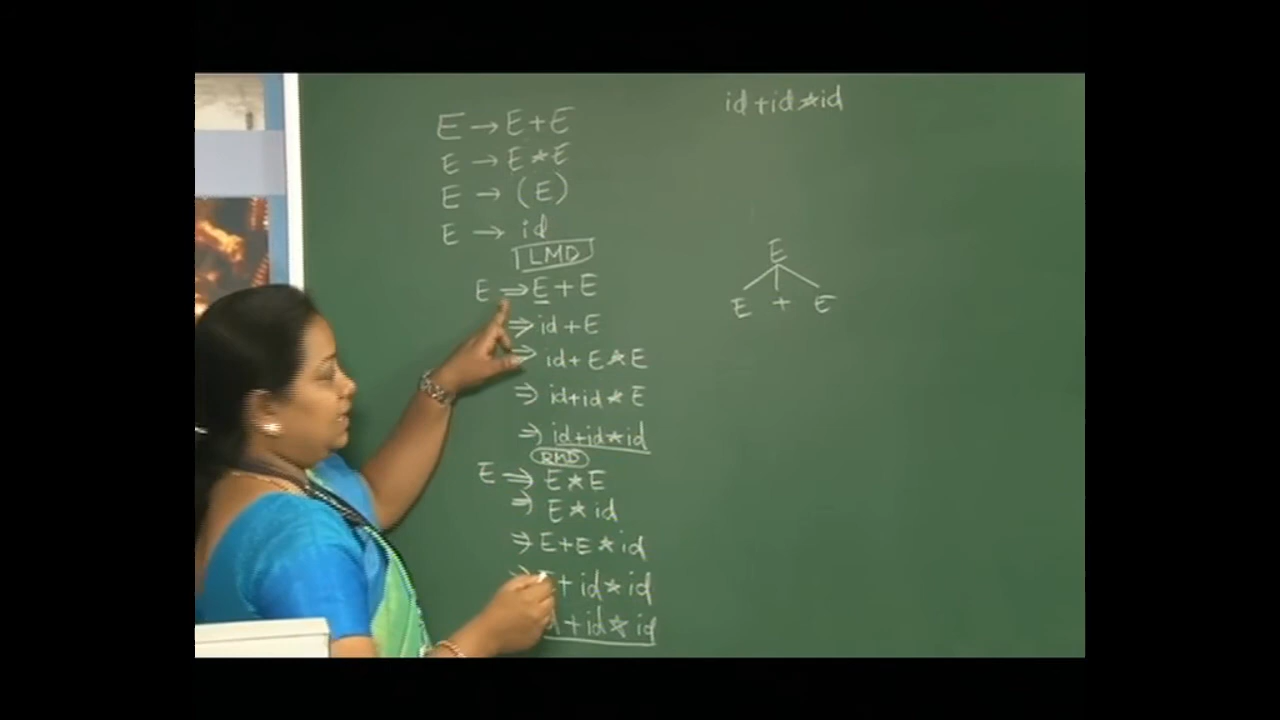 E → E + E
E → E * E
E → (E)
E → id
LMD
E ⇒ E + E
⇒ id + E
⇒ id + E * E
⇒ id+id * E
⇒ id+id*id
RMD
E ⇒ E * E
⇒ E * id
⇒ E+E * id
+ id * id
+id * id
id+id*id
E
E + E